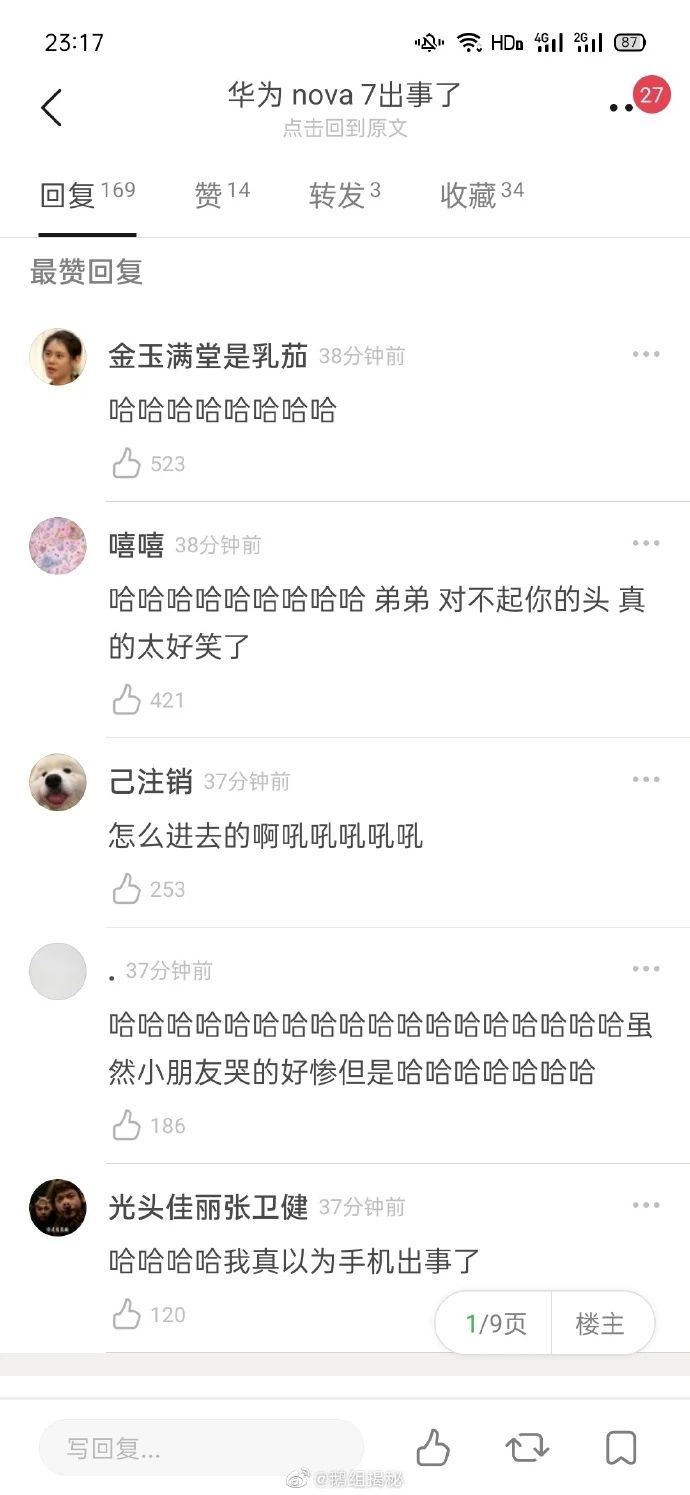 23:17
HD 4G 2G 87
华为 nova 7出事了
27
点击回到原文
回复 169 赞 14 转发 3 收藏 34
最赞回复
金玉满堂是乳茄 38分钟前
哈哈哈哈哈哈哈哈
523
嘻嘻 38分钟前
哈哈哈哈哈哈哈哈哈 弟弟 对不起你的头 真
的太好笑了
421
己注销 37分钟前
怎么进去的啊吼吼吼吼吼
253
. 37分钟前
哈哈哈哈哈哈哈哈哈哈哈哈哈哈哈哈哈哈虽
然小朋友哭的好惨但是哈哈哈哈哈哈哈
186
光头佳丽张卫健 37分钟前
哈哈哈哈我真以为手机出事了
120
1/9页 楼主
写回复...
@鹅组揭秘